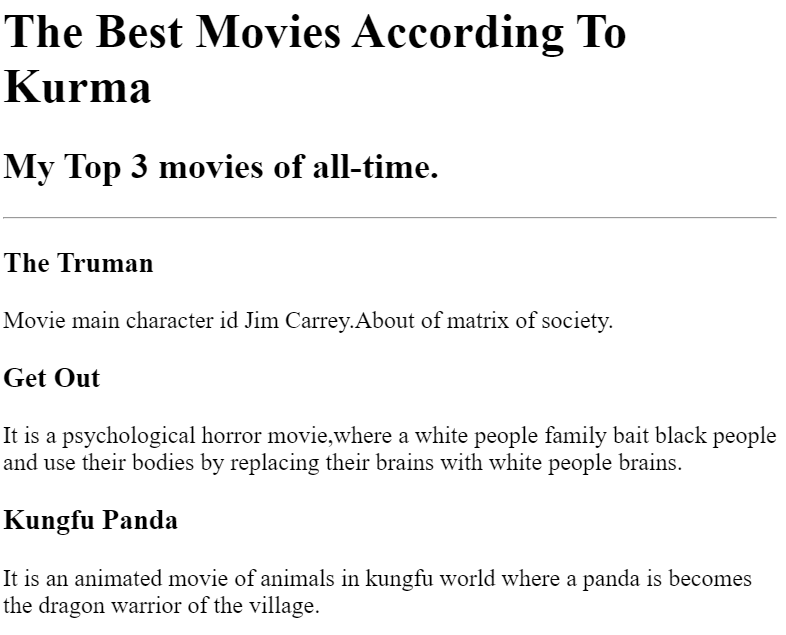 The Best Movies According To
Kurma
My Top 3 movies of all-time.
The Truman
Movie main character id Jim Carrey.About of matrix of society.
Get Out
It is a psychological horror movie,where a white people family bait black people
and use their bodies by replacing their brains with white people brains.
Kungfu Panda
It is an animated movie of animals in kungfu world where a panda is becomes
the dragon warrior of the village.